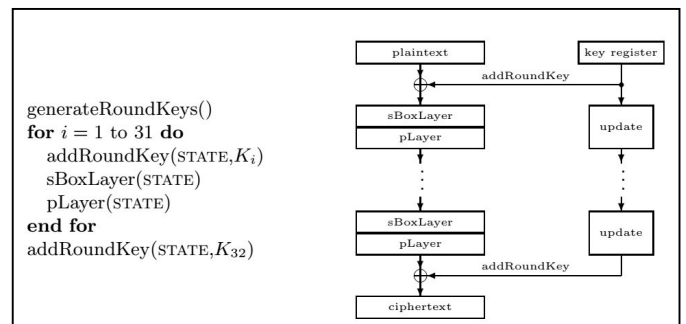 generateRoundKeys()
for i = 1 to 31 do
addRoundKey(STATE,K_i)
sBoxLayer(STATE)
pLayer(STATE)
end for
addRoundKey(STATE,K_32)
plaintext
key register
addRoundKey
sBoxLayer
pLayer
update
sBoxLayer
pLayer
update
addRoundKey
ciphertext